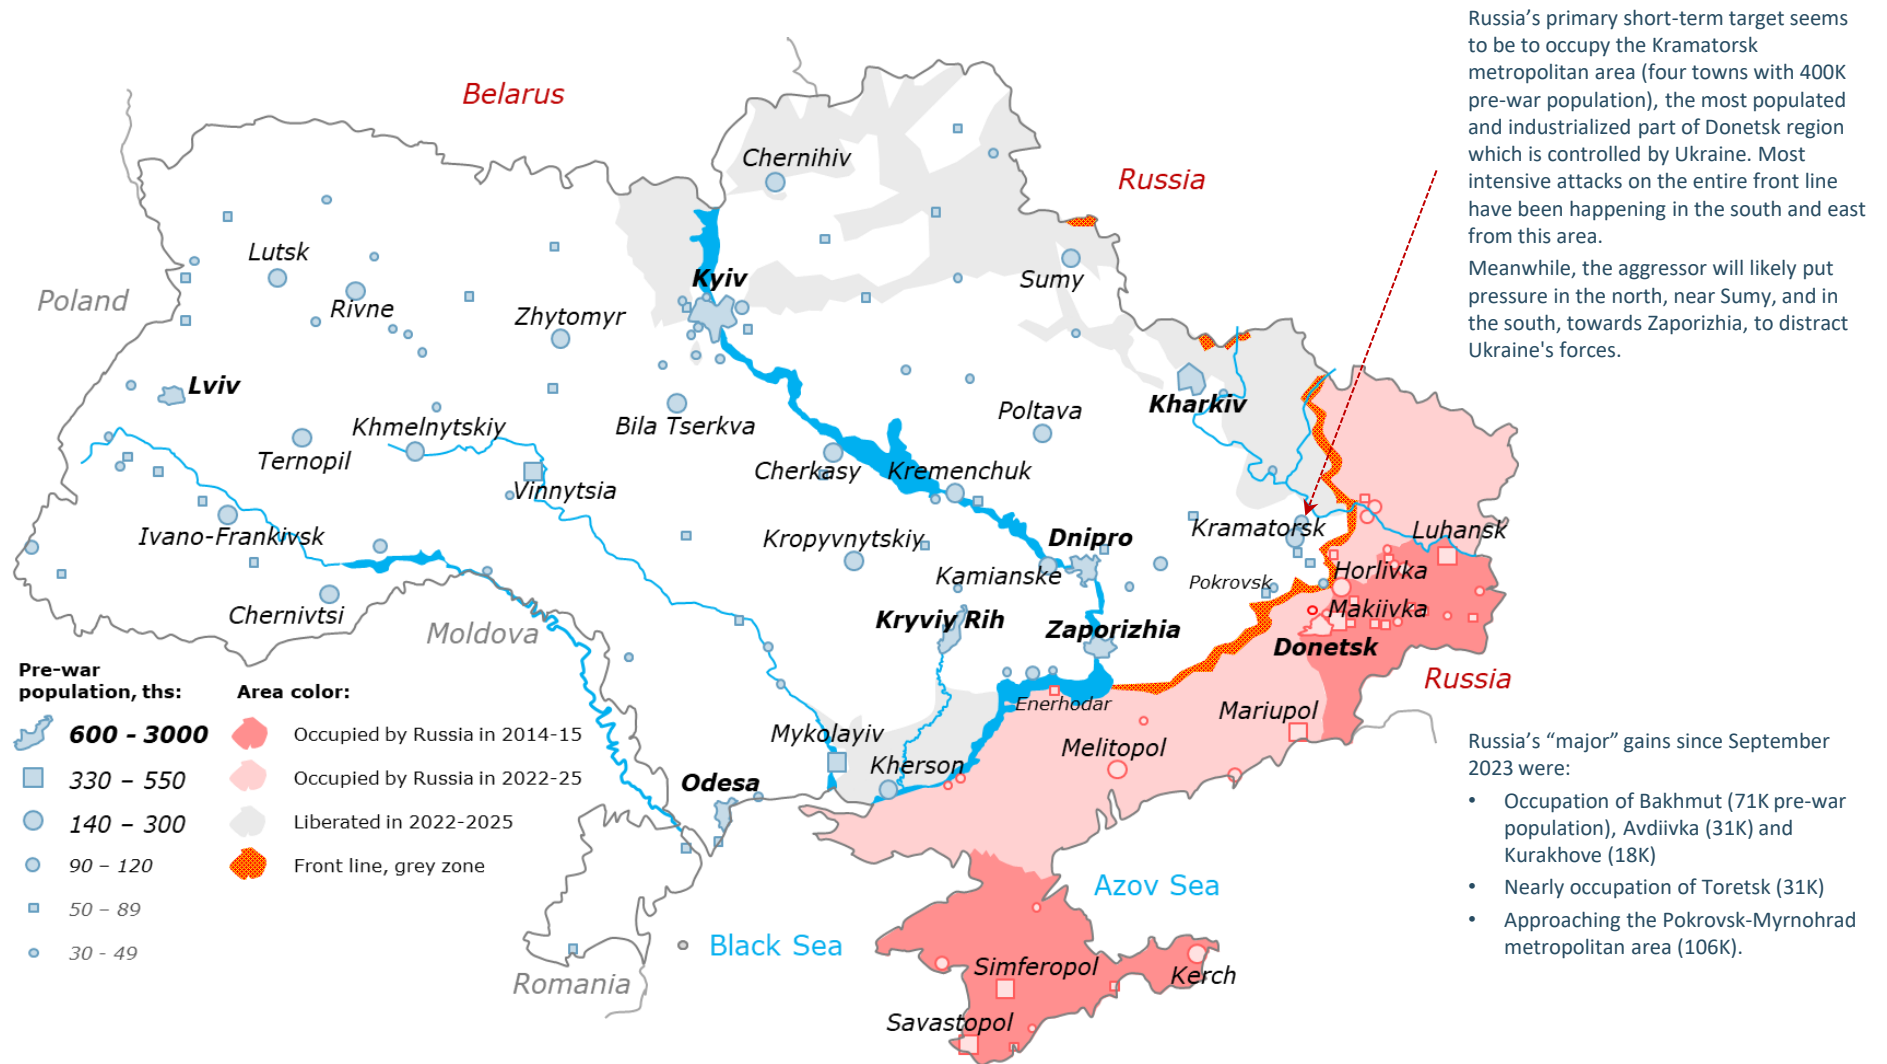 Russia’s primary short-term target seems
to be to occupy the Kramatorsk
metropolitan area (four towns with 400K
pre-war population), the most populated
and industrialized part of Donetsk region
which is controlled by Ukraine. Most
intensive attacks on the entire front line
have been happening in the south and east
from this area.
Meanwhile, the aggressor will likely put
pressure in the north, near Sumy, and in
the south, towards Zaporizhia, to distract
Ukraine's forces.
Belarus
Chernihiv
Russia
Lutsk
Kyiv
Sumy
Poland
Rivne
Zhytomyr
Lviv
Kharkiv
Khmelnytskiy
Bila Tserkva
Poltava
Ternopil
Cherkasy
Kremenchuk
Vinnytsia
Ivano-Frankivsk
Kropyvnytskiy
Dnipro
Kramatorsk
Luhansk
Kamianske
Pokrovsk
Horlivka
Chernivtsi
Moldova
Kryviy Rih
Zaporizhia
Makiivka
Donetsk
Russia
Enerhodar
Mariupol
Mykolayiv
Kherson
Melitopol
Odesa
Azov Sea
Black Sea
Romania
Simferopol
Kerch
Savastopol
Pre-war
population, ths:
600 - 3000
330 – 550
140 – 300
90 – 120
50 – 89
30 - 49
Area color:
Occupied by Russia in 2014-15
Occupied by Russia in 2022-25
Liberated in 2022-2025
Front line, grey zone
Russia’s “major” gains since September
2023 were:
• Occupation of Bakhmut (71K pre-war
population), Avdiivka (31K) and
Kurakhove (18K)
• Nearly occupation of Toretsk (31K)
• Approaching the Pokrovsk-Myrnohrad
metropolitan area (106K).